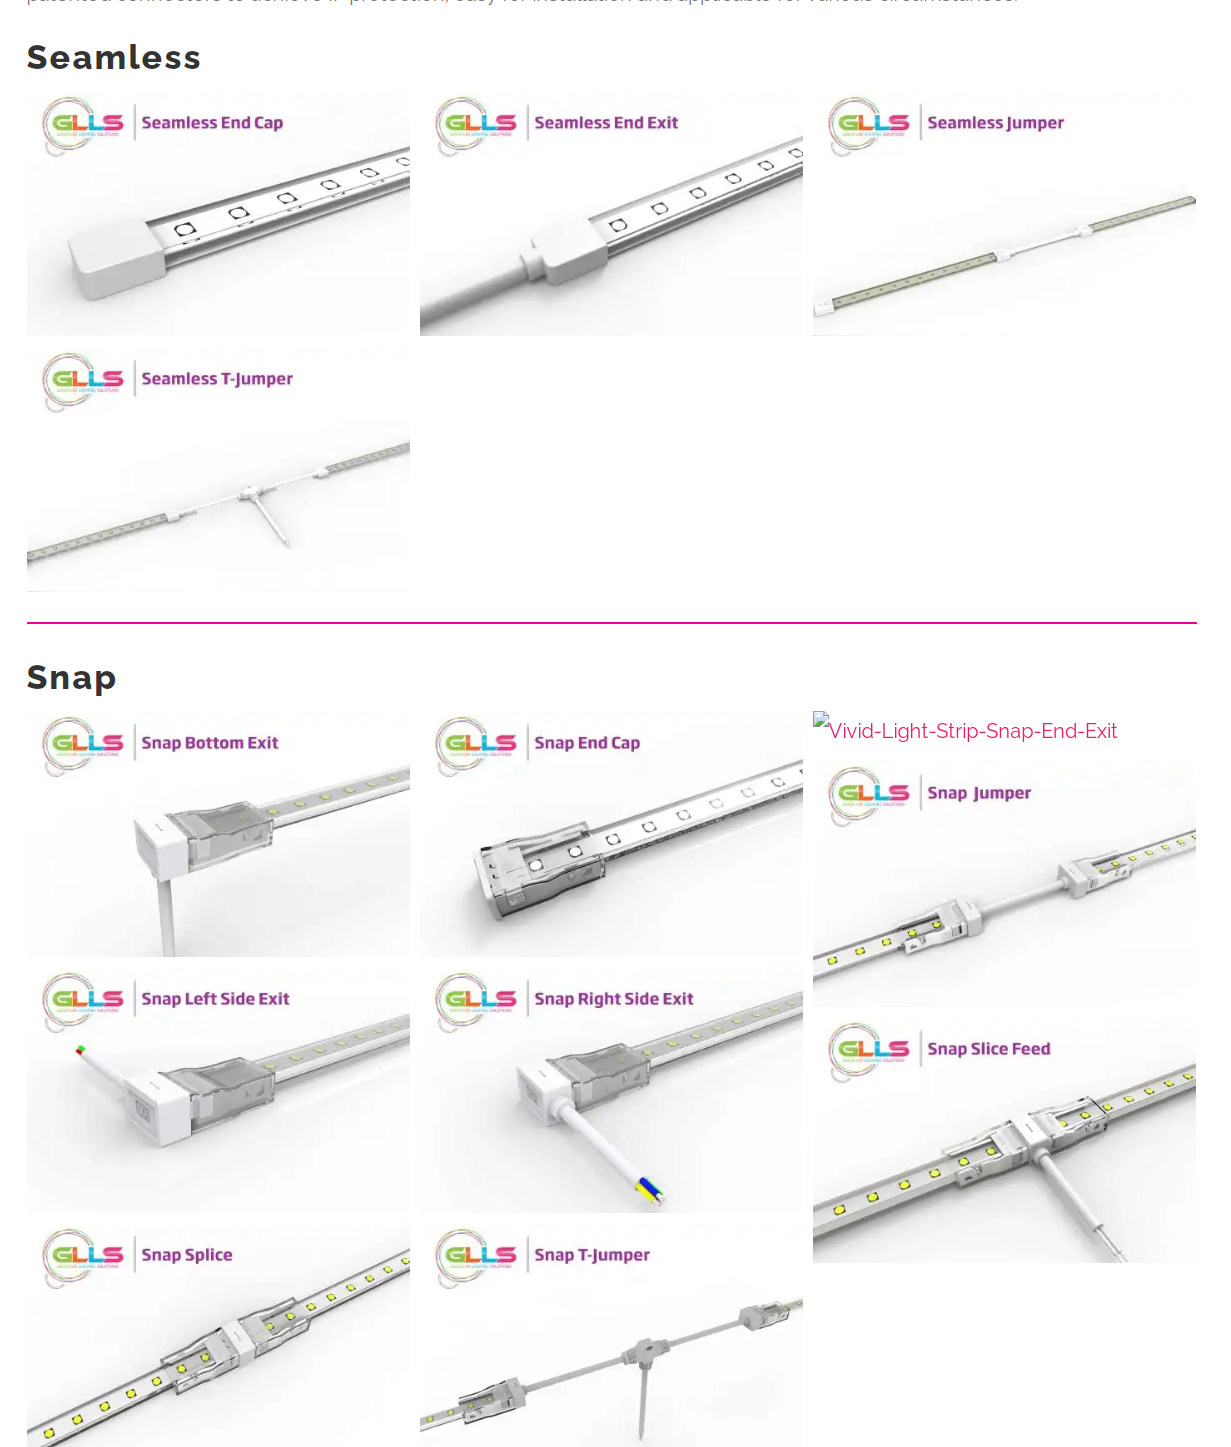 Seamless
GLLS Seamless End Cap
GLLS Seamless End Exit
GLLS Seamless Jumper
GLLS Seamless T-Jumper
Snap
GLLS Snap Bottom Exit
GLLS Snap End Cap
Vivid-Light-Strip-Snap-End-Exit
GLLS Snap Jumper
GLLS Snap Left Side Exit
GLLS Snap Right Side Exit
GLLS Snap Slice Feed
GLLS Snap Splice
GLLS Snap T-Jumper